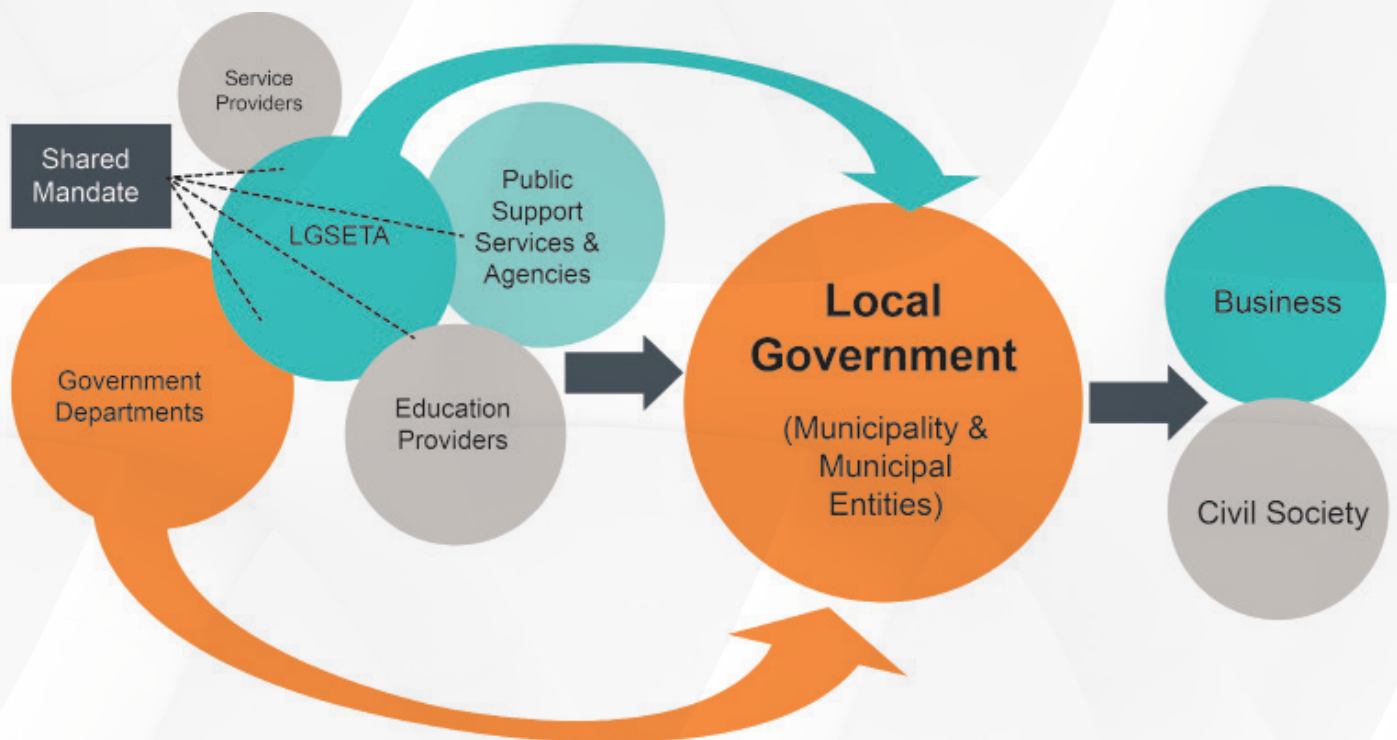 Service
Providers
Shared
Mandate
LGSETA
Public
Support
Services &
Agencies
Government
Departments
Education
Providers
Local
Government
(Municipality &
Municipal
Entities)
Business
Civil Society